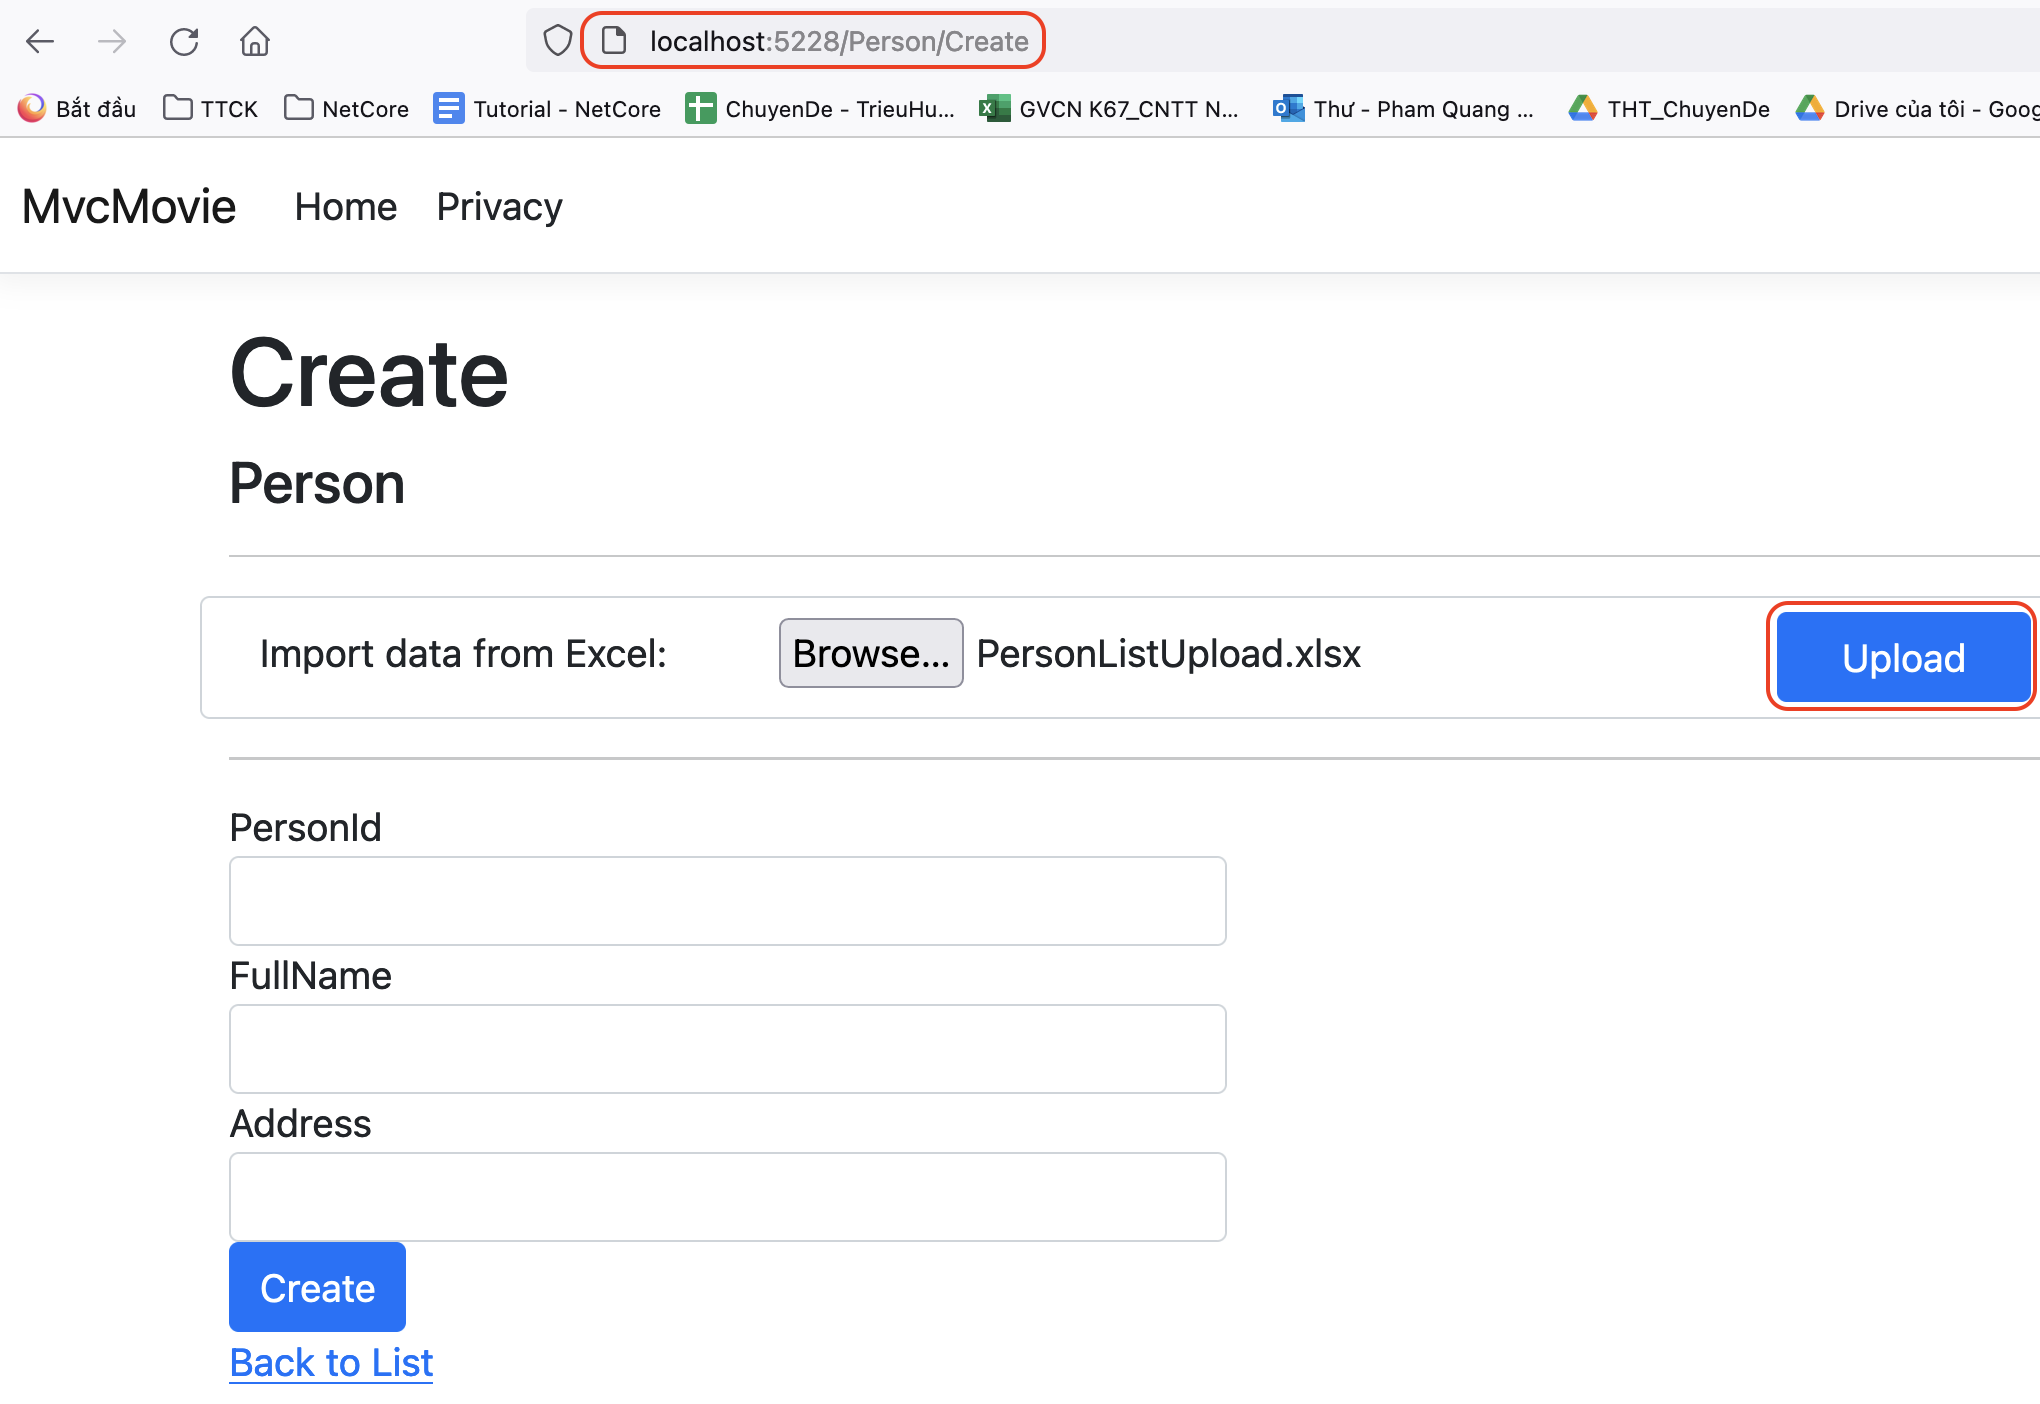 localhost:5228/Person/Create
Bắt đầu TTCK NetCore Tutorial - NetCore ChuyenDe - TrieuHu... GVCN K67_CNTT N... Thư - Pham Quang ... THT_ChuyenDe Drive của tôi - Goog
MvcMovie Home Privacy
Create
Person
Import data from Excel: Browse... PersonListUpload.xlsx Upload
PersonId
FullName
Address
Create
Back to List